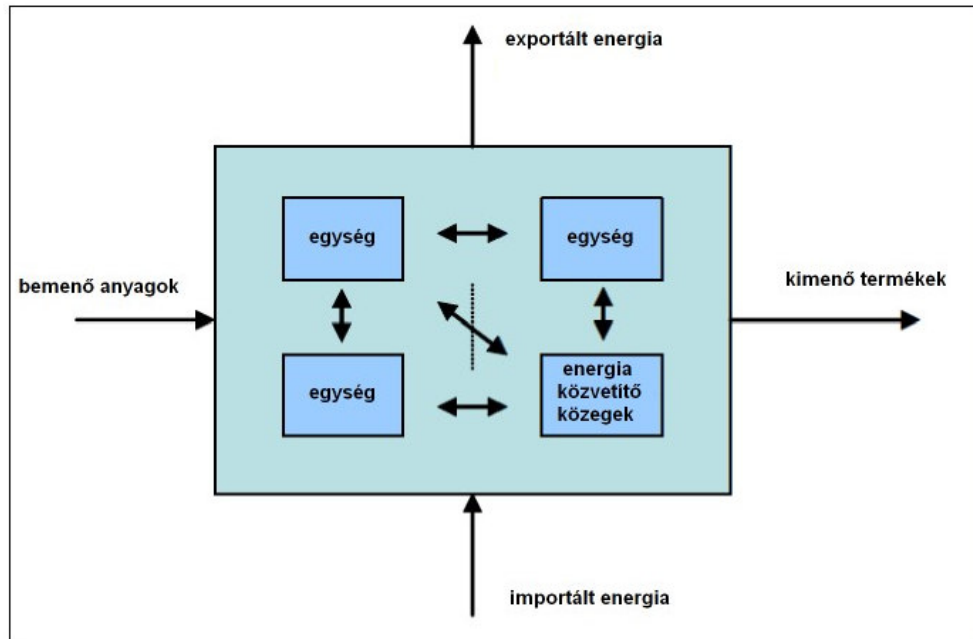 exportált energia
egység
egység
bemenő anyagok
kimenő termékek
egység
energia
közvetítő
közegek
importált energia